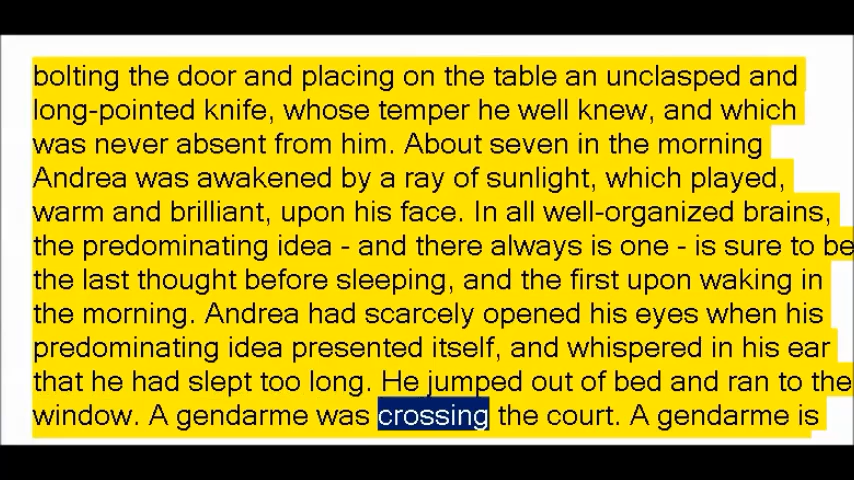 bolting the door and placing on the table an unclasped and
long-pointed knife, whose temper he well knew, and which
was never absent from him. About seven in the morning
Andrea was awakened by a ray of sunlight, which played,
warm and brilliant, upon his face. In all well-organized brains,
the predominating idea - and there always is one - is sure to be
the last thought before sleeping, and the first upon waking in
the morning. Andrea had scarcely opened his eyes when his
predominating idea presented itself, and whispered in his ear
that he had slept too long. He jumped out of bed and ran to the
window. A gendarme was crossing the court. A gendarme is